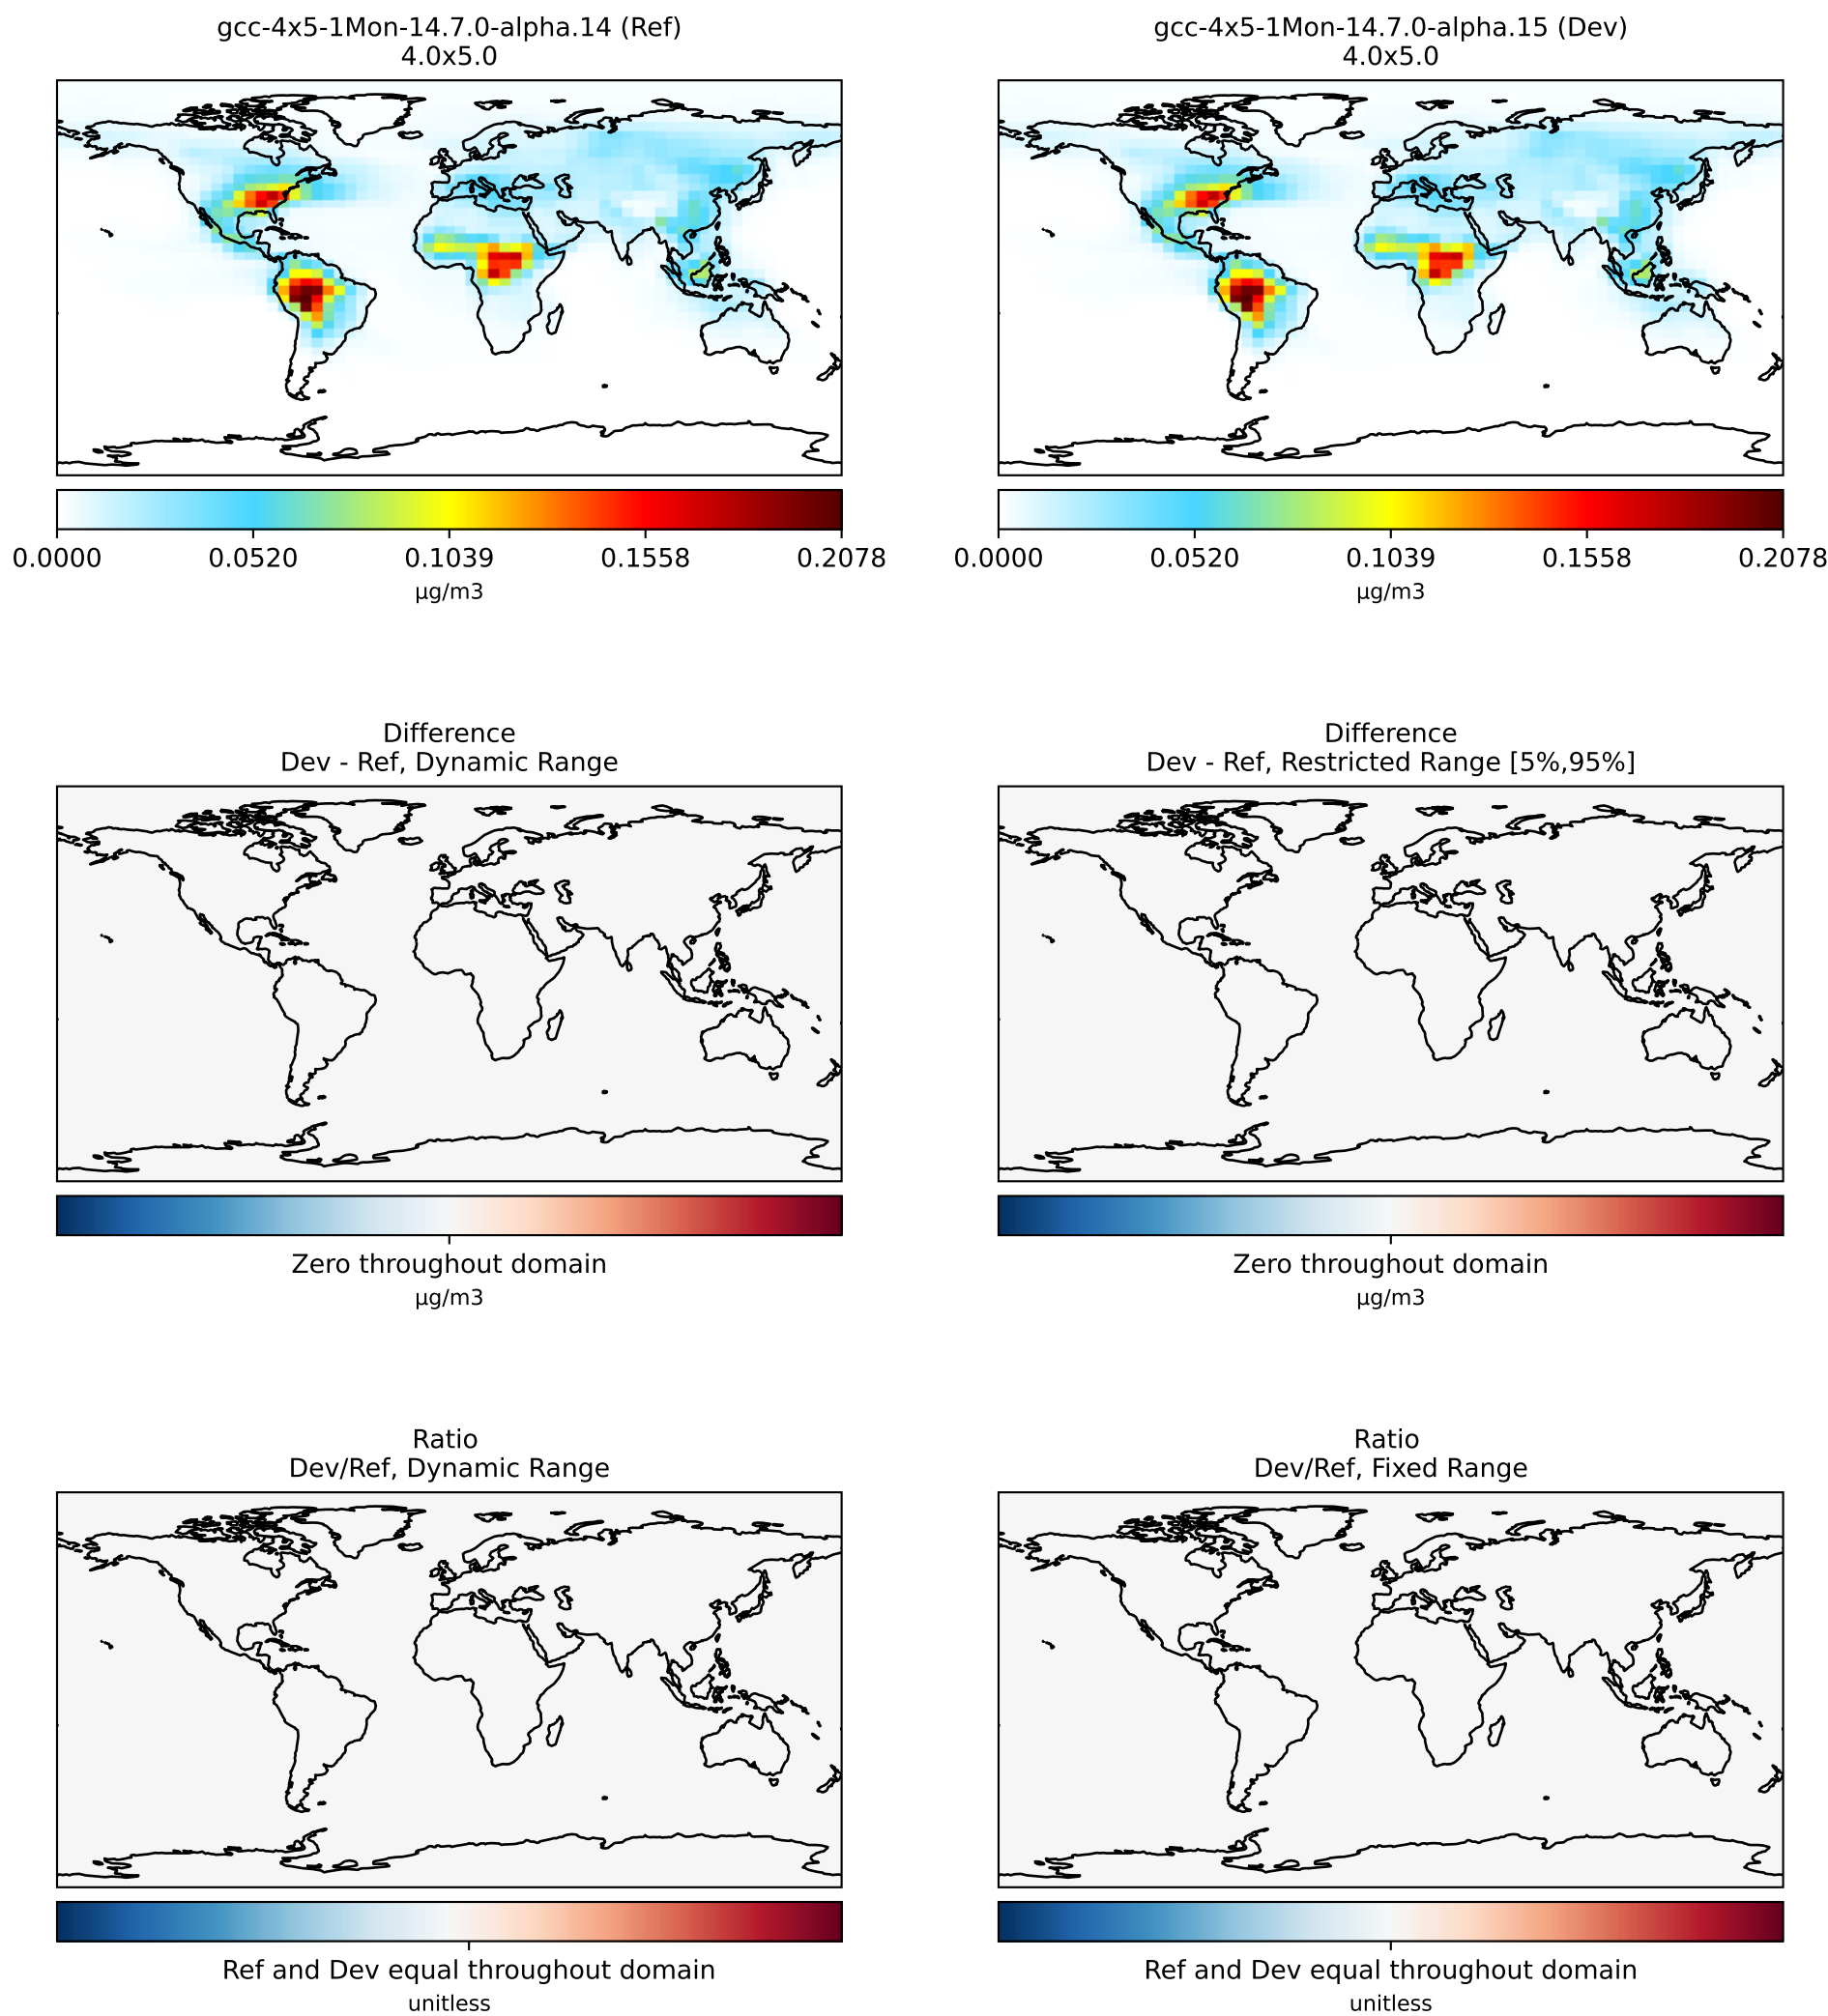 gcc-4x5-1Mon-14.7.0-alpha.14 (Ref)
4.0x5.0
gcc-4x5-1Mon-14.7.0-alpha.15 (Dev)
4.0x5.0
0.0000 0.0520 0.1039 0.1558 0.2078
μg/m3
0.0000 0.0520 0.1039 0.1558 0.2078
μg/m3
Difference
Dev - Ref, Dynamic Range
Difference
Dev - Ref, Restricted Range [5%,95%]
Zero throughout domain
μg/m3
Zero throughout domain
μg/m3
Ratio
Dev/Ref, Dynamic Range
Ratio
Dev/Ref, Fixed Range
Ref and Dev equal throughout domain
unitless
Ref and Dev equal throughout domain
unitless